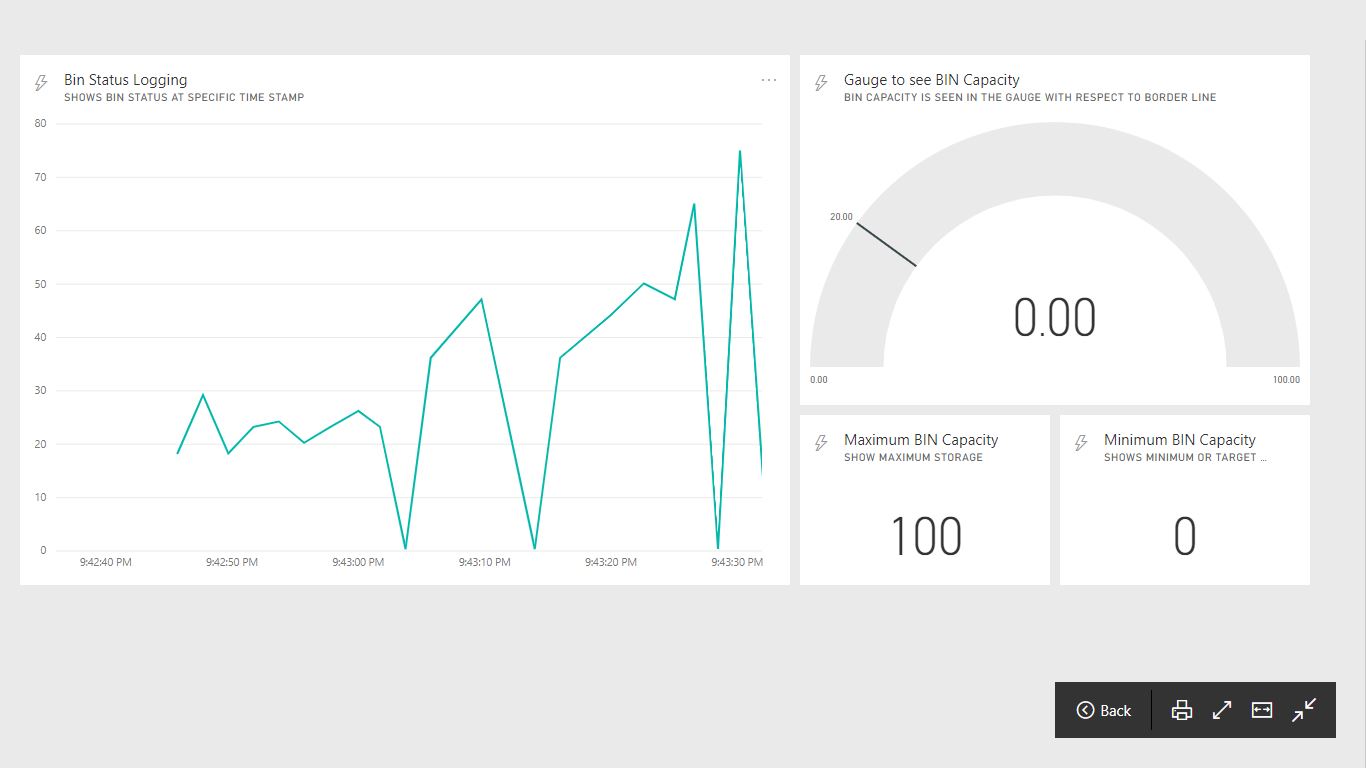 Bin Status Logging
SHOWS BIN STATUS AT SPECIFIC TIME STAMP
...
80
70
60
50
40
30
20
10
0
9:42:40 PM 9:42:50 PM 9:43:00 PM 9:43:10 PM 9:43:20 PM 9:43:30 PM
Gauge to see BIN Capacity
BIN CAPACITY IS SEEN IN THE GAUGE WITH RESPECT TO BORDER LINE
20.00
0.00
0.00 100.00
Maximum BIN Capacity
SHOW MAXIMUM STORAGE
100
Minimum BIN Capacity
SHOWS MINIMUM OR TARGET ...
0
Back